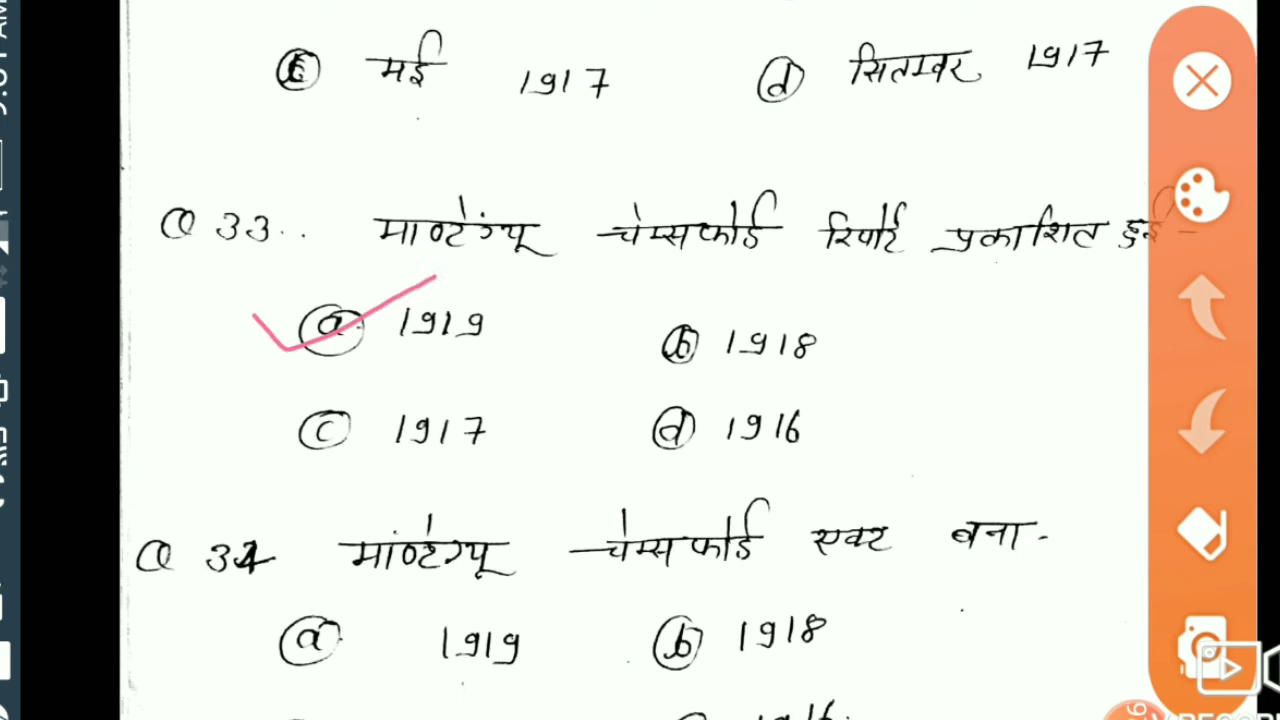 c मई 1917 d सितम्बर 1917
Q 33.. माण्टेंग्यू चेम्सफोर्ड रिपोर्ट प्रकाशित हुई -
a 1919 b 1918
c 1917 d 1916
Q 34 मांण्टेग्यू चेम्सफोर्ड एक्ट बना -
a 1919 b 1918